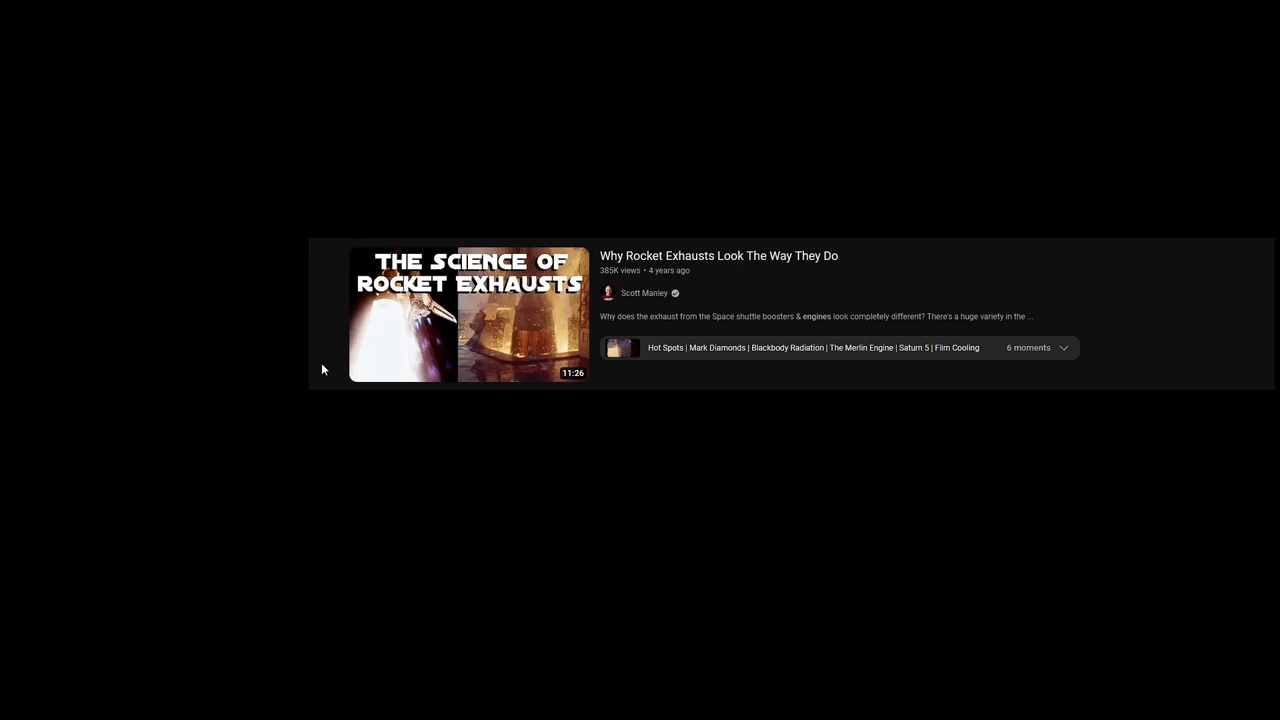 THE SCIENCE OF
ROCKET EXHAUSTS
11:26
Why Rocket Exhausts Look The Way They Do
385K views • 4 years ago
Scott Manley
Why does the exhaust from the Space shuttle boosters & engines look completely different? There's a huge variety in the ...
Hot Spots | Mark Diamonds | Blackbody Radiation | The Merlin Engine | Saturn 5 | Film Cooling
6 moments